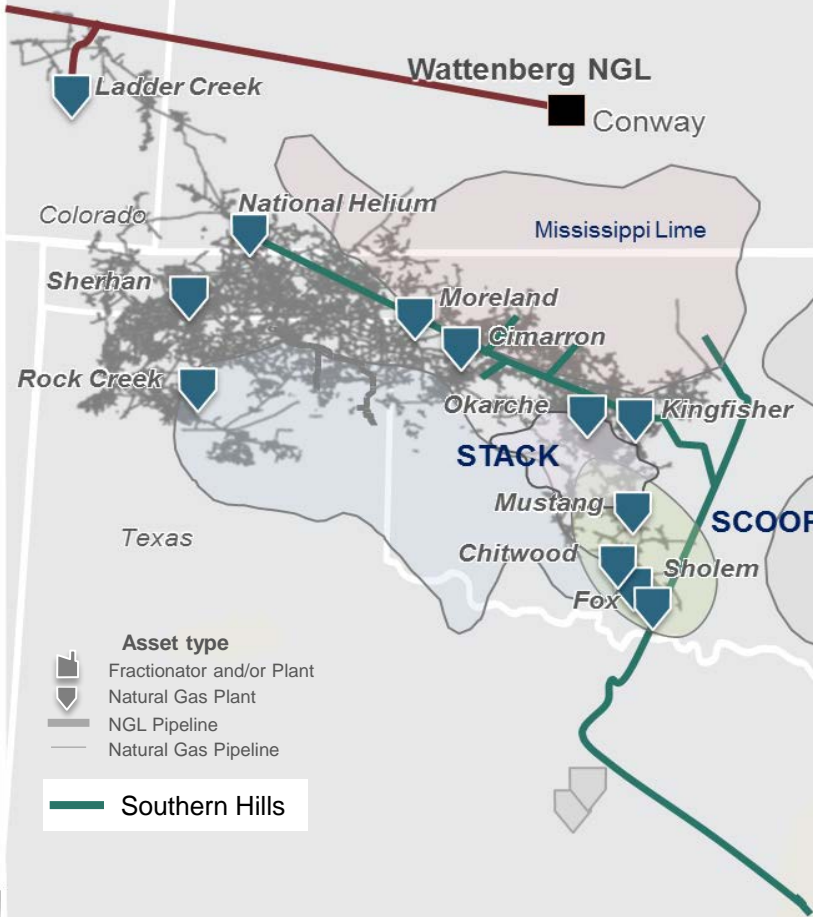 Wattenberg NGL
Ladder Creek
Conway
National Helium
Colorado
Mississippi Lime
Sherhan
Moreland
Cimarron
Rock Creek
Okarche
Kingfisher
STACK
Mustang
SCOOP
Texas
Chitwood
Sholem
Fox
Asset type
Fractionator and/or Plant
Natural Gas Plant
NGL Pipeline
Natural Gas Pipeline
Southern Hills